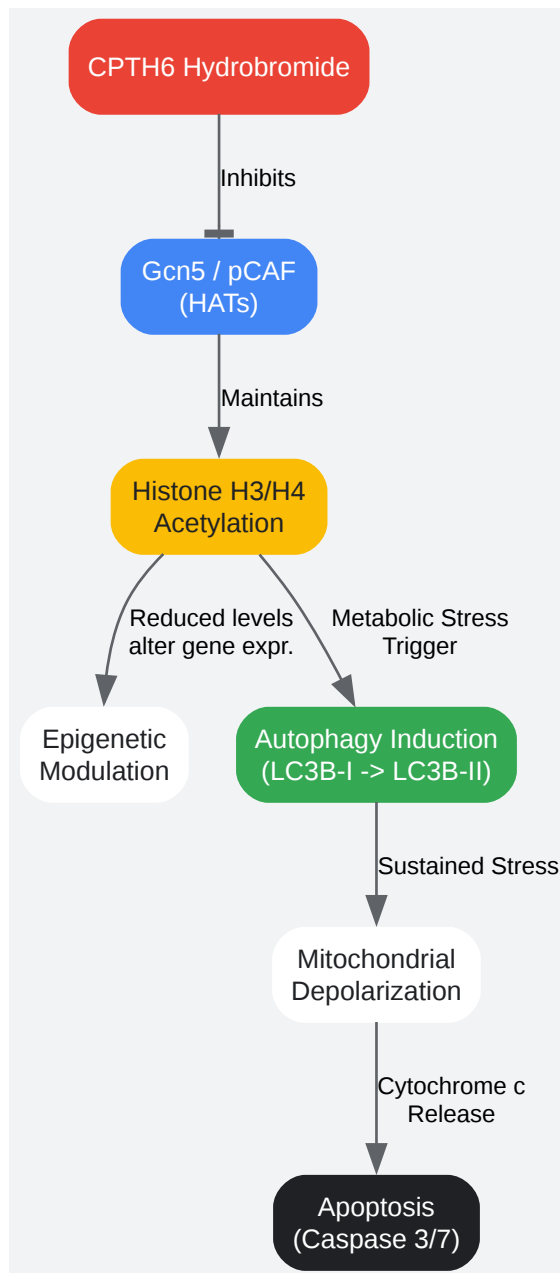 CPTH6 Hydrobromide
Inhibits
Gcn5 / pCAF
(HATs)
Maintains
Histone H3/H4
Acetylation
Reduced levels
alter gene expr.
Metabolic Stress
Trigger
Epigenetic
Modulation
Autophagy Induction
(LC3B-I -> LC3B-II)
Sustained Stress
Mitochondrial
Depolarization
Cytochrome c
Release
Apoptosis
(Caspase 3/7)